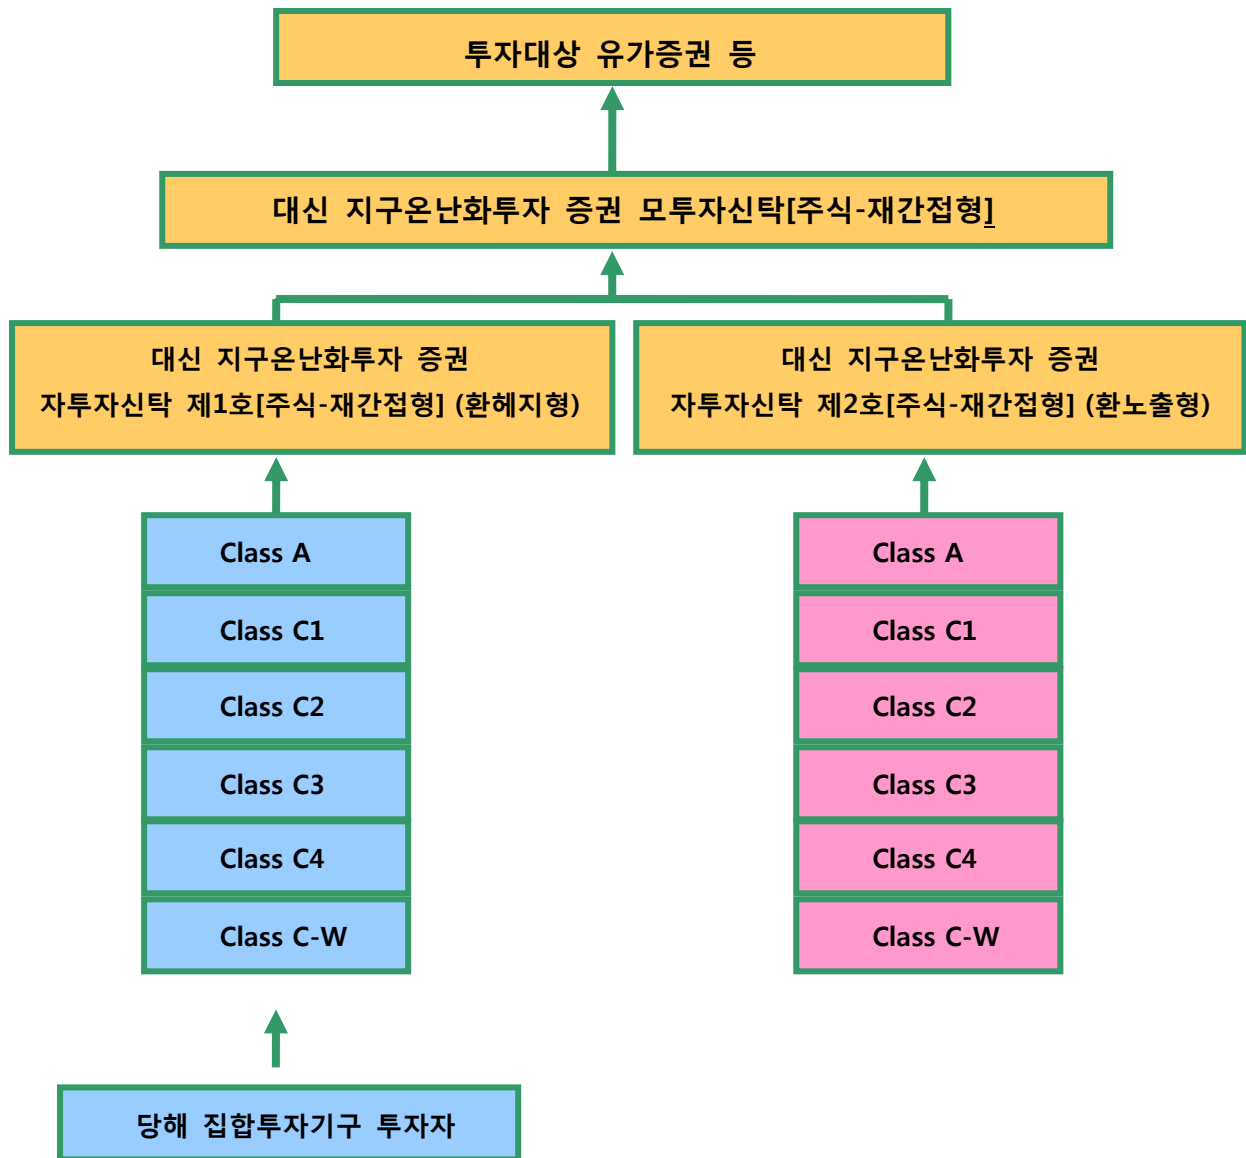 투자대상 유가증권 등
대신 지구온난화투자 증권 모투자신탁[주식-재간접형]
대신 지구온난화투자 증권
자투자신탁 제1호[주식-재간접형] (환헤지형)
대신 지구온난화투자 증권
자투자신탁 제2호[주식-재간접형] (환노출형)
Class A
Class C1
Class C2
Class C3
Class C4
Class C-W
Class A
Class C1
Class C2
Class C3
Class C4
Class C-W
당해 집합투자기구 투자자